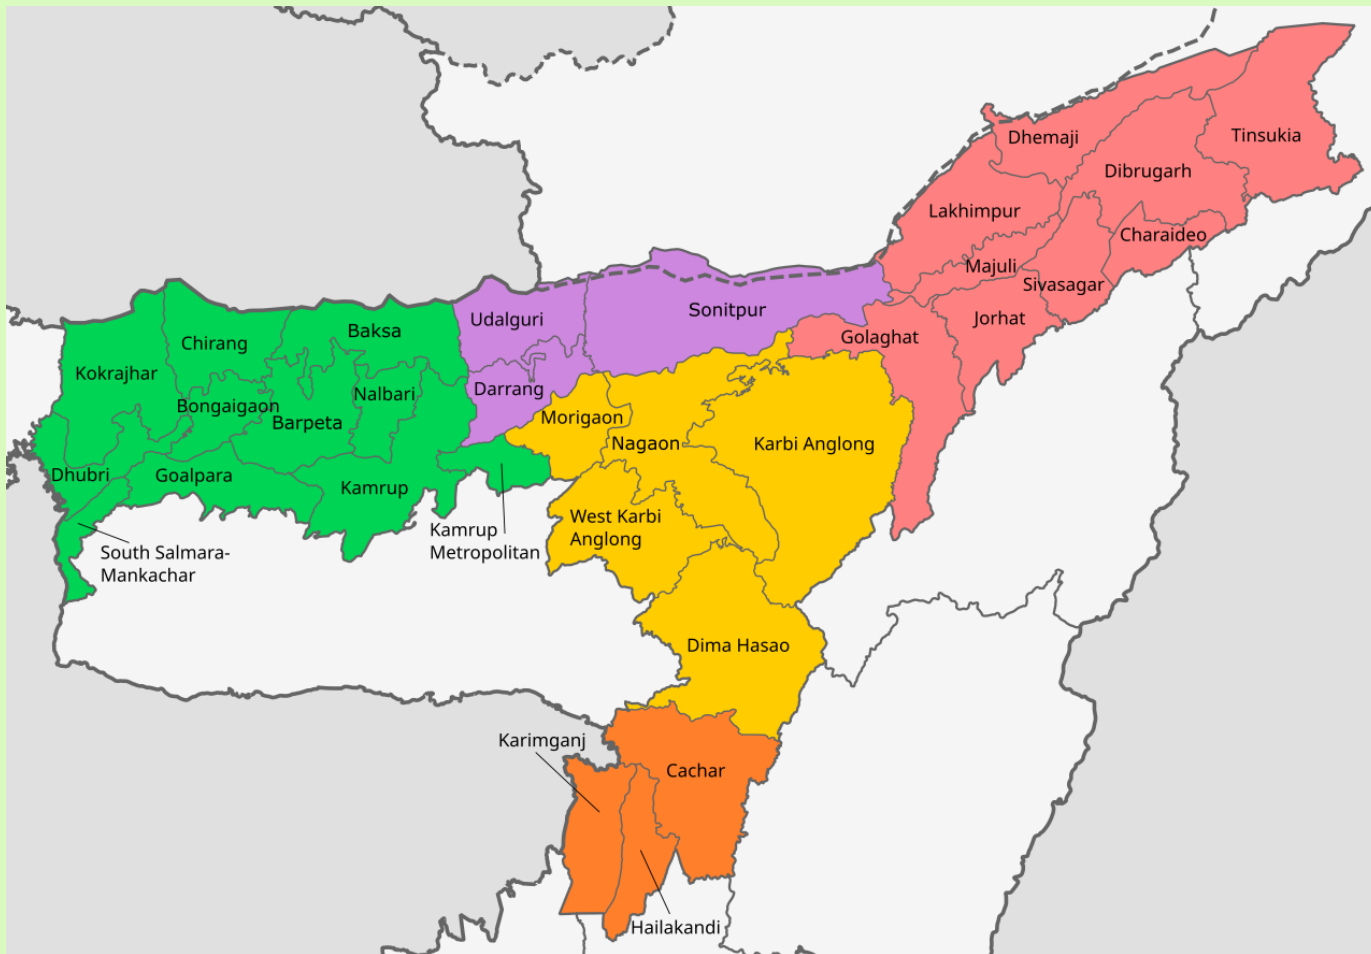 Tinsukia
Dhemaji
Dibrugarh
Lakhimpur
Charaideo
Majuli
Sivasagar
Jorhat
Sonitpur
Udalguri
Golaghat
Baksa
Chirang
Kokrajhar
Nalbari
Darrang
Bongaigaon
Barpeta
Morigaon
Nagaon
Karbi Anglong
Dhubri
Goalpara
Kamrup
West Karbi
Anglong
Kamrup
Metropolitan
South Salmara-
Mankachar
Dima Hasao
Karimganj
Cachar
Hailakandi